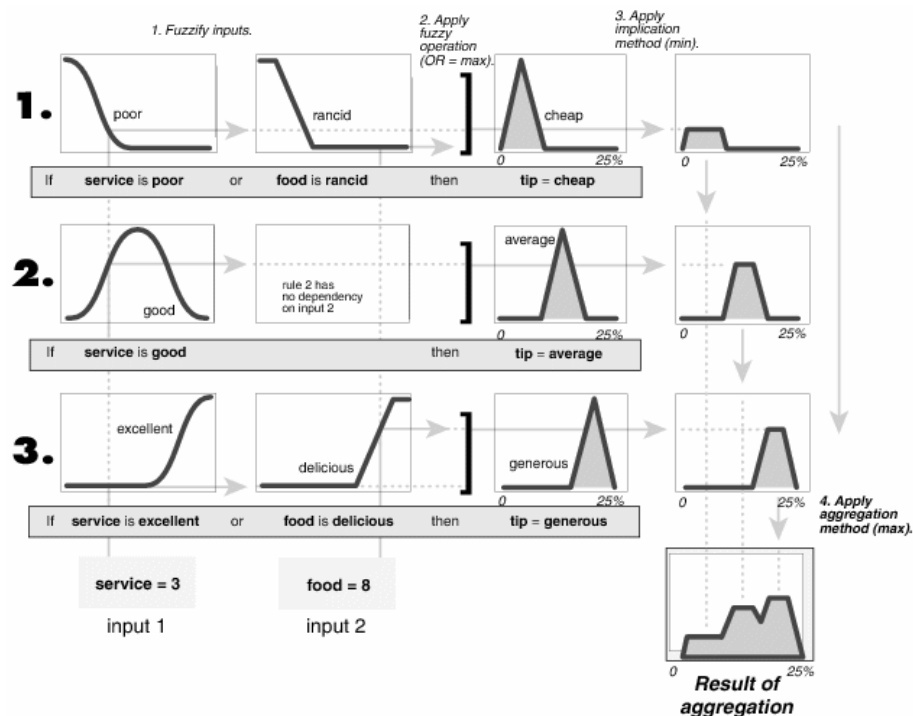 1. Fuzzify inputs.
2. Apply
fuzzy
operation
(OR = max).
3. Apply
implication
method (min).
1.
poor
rancid
cheap
0 25%
0 25%
If service is poor or food is rancid then tip = cheap
2.
good
rule 2 has
no dependency
on input 2
average
0 25%
0 25%
If service is good then tip = average
3.
excellent
delicious
generous
0 25%
0 25%
If service is excellent or food is delicious then tip = generous
4. Apply
aggregation
method (max).
service = 3
input 1
food = 8
input 2
0 25%
Result of
aggregation